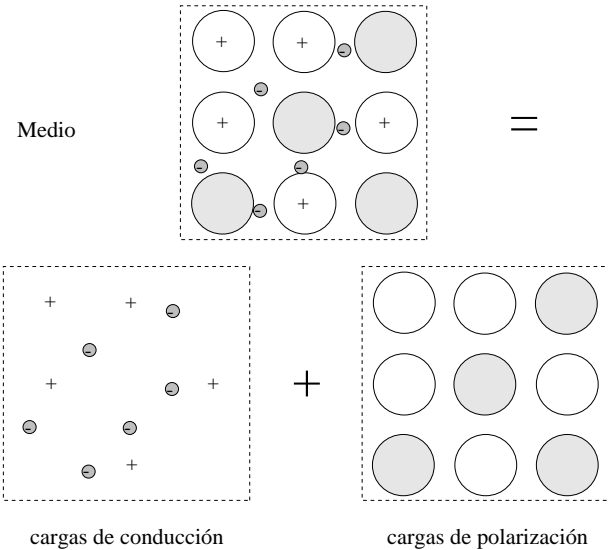 Medio
=
+
cargas de conducción
cargas de polarización